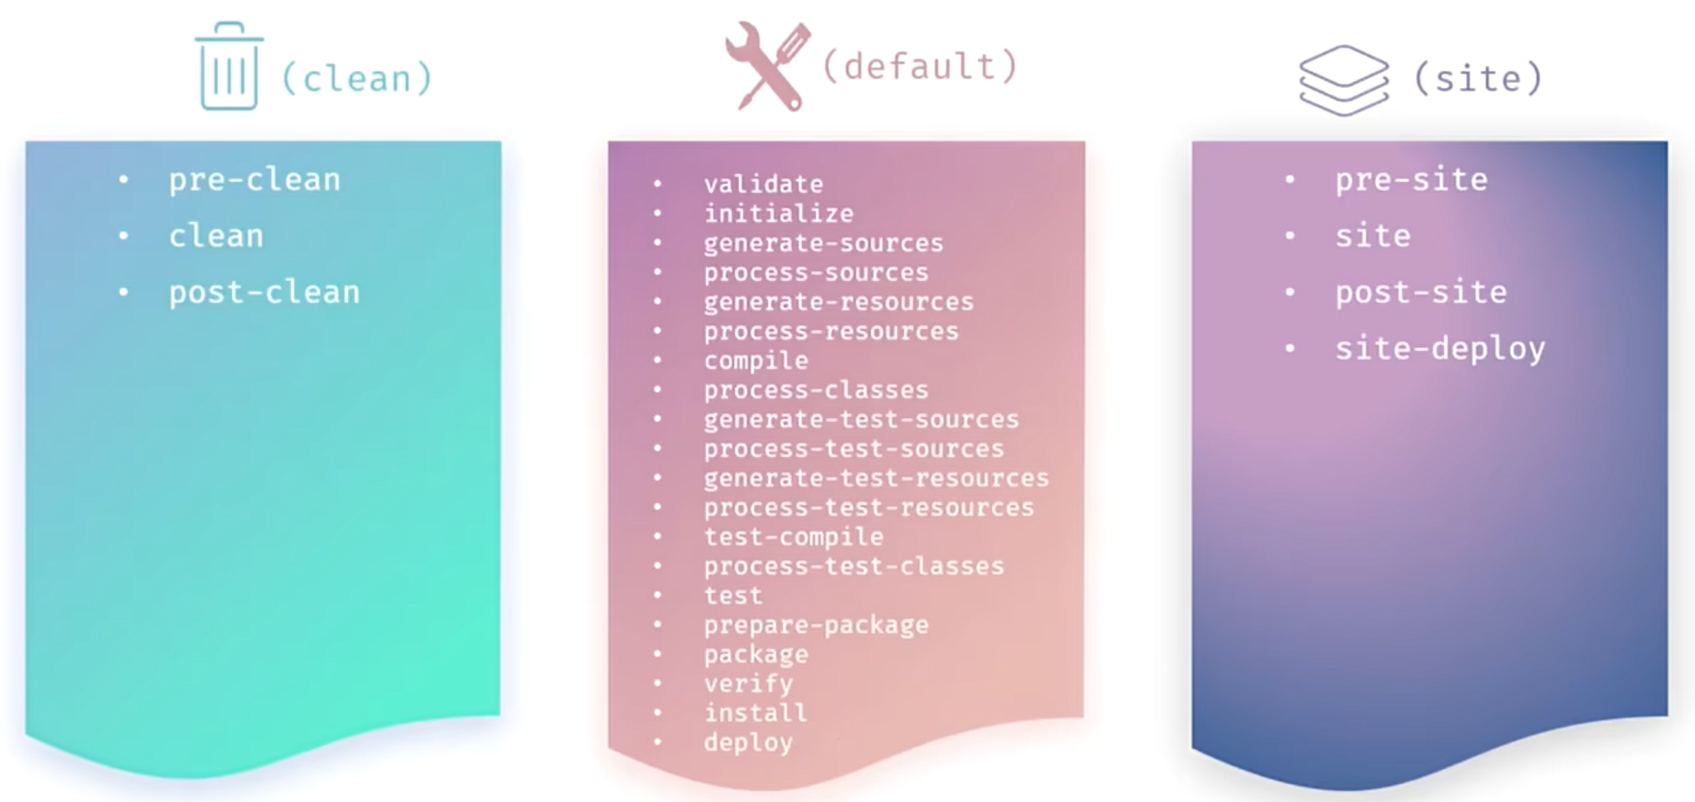 (clean)
• pre-clean
• clean
• post-clean
(default)
• validate
• initialize
• generate-sources
• process-sources
• generate-resources
• process-resources
• compile
• process-classes
• generate-test-sources
• process-test-sources
• generate-test-resources
• process-test-resources
• test-compile
• process-test-classes
• test
• prepare-package
• package
• verify
• install
• deploy
(site)
• pre-site
• site
• post-site
• site-deploy